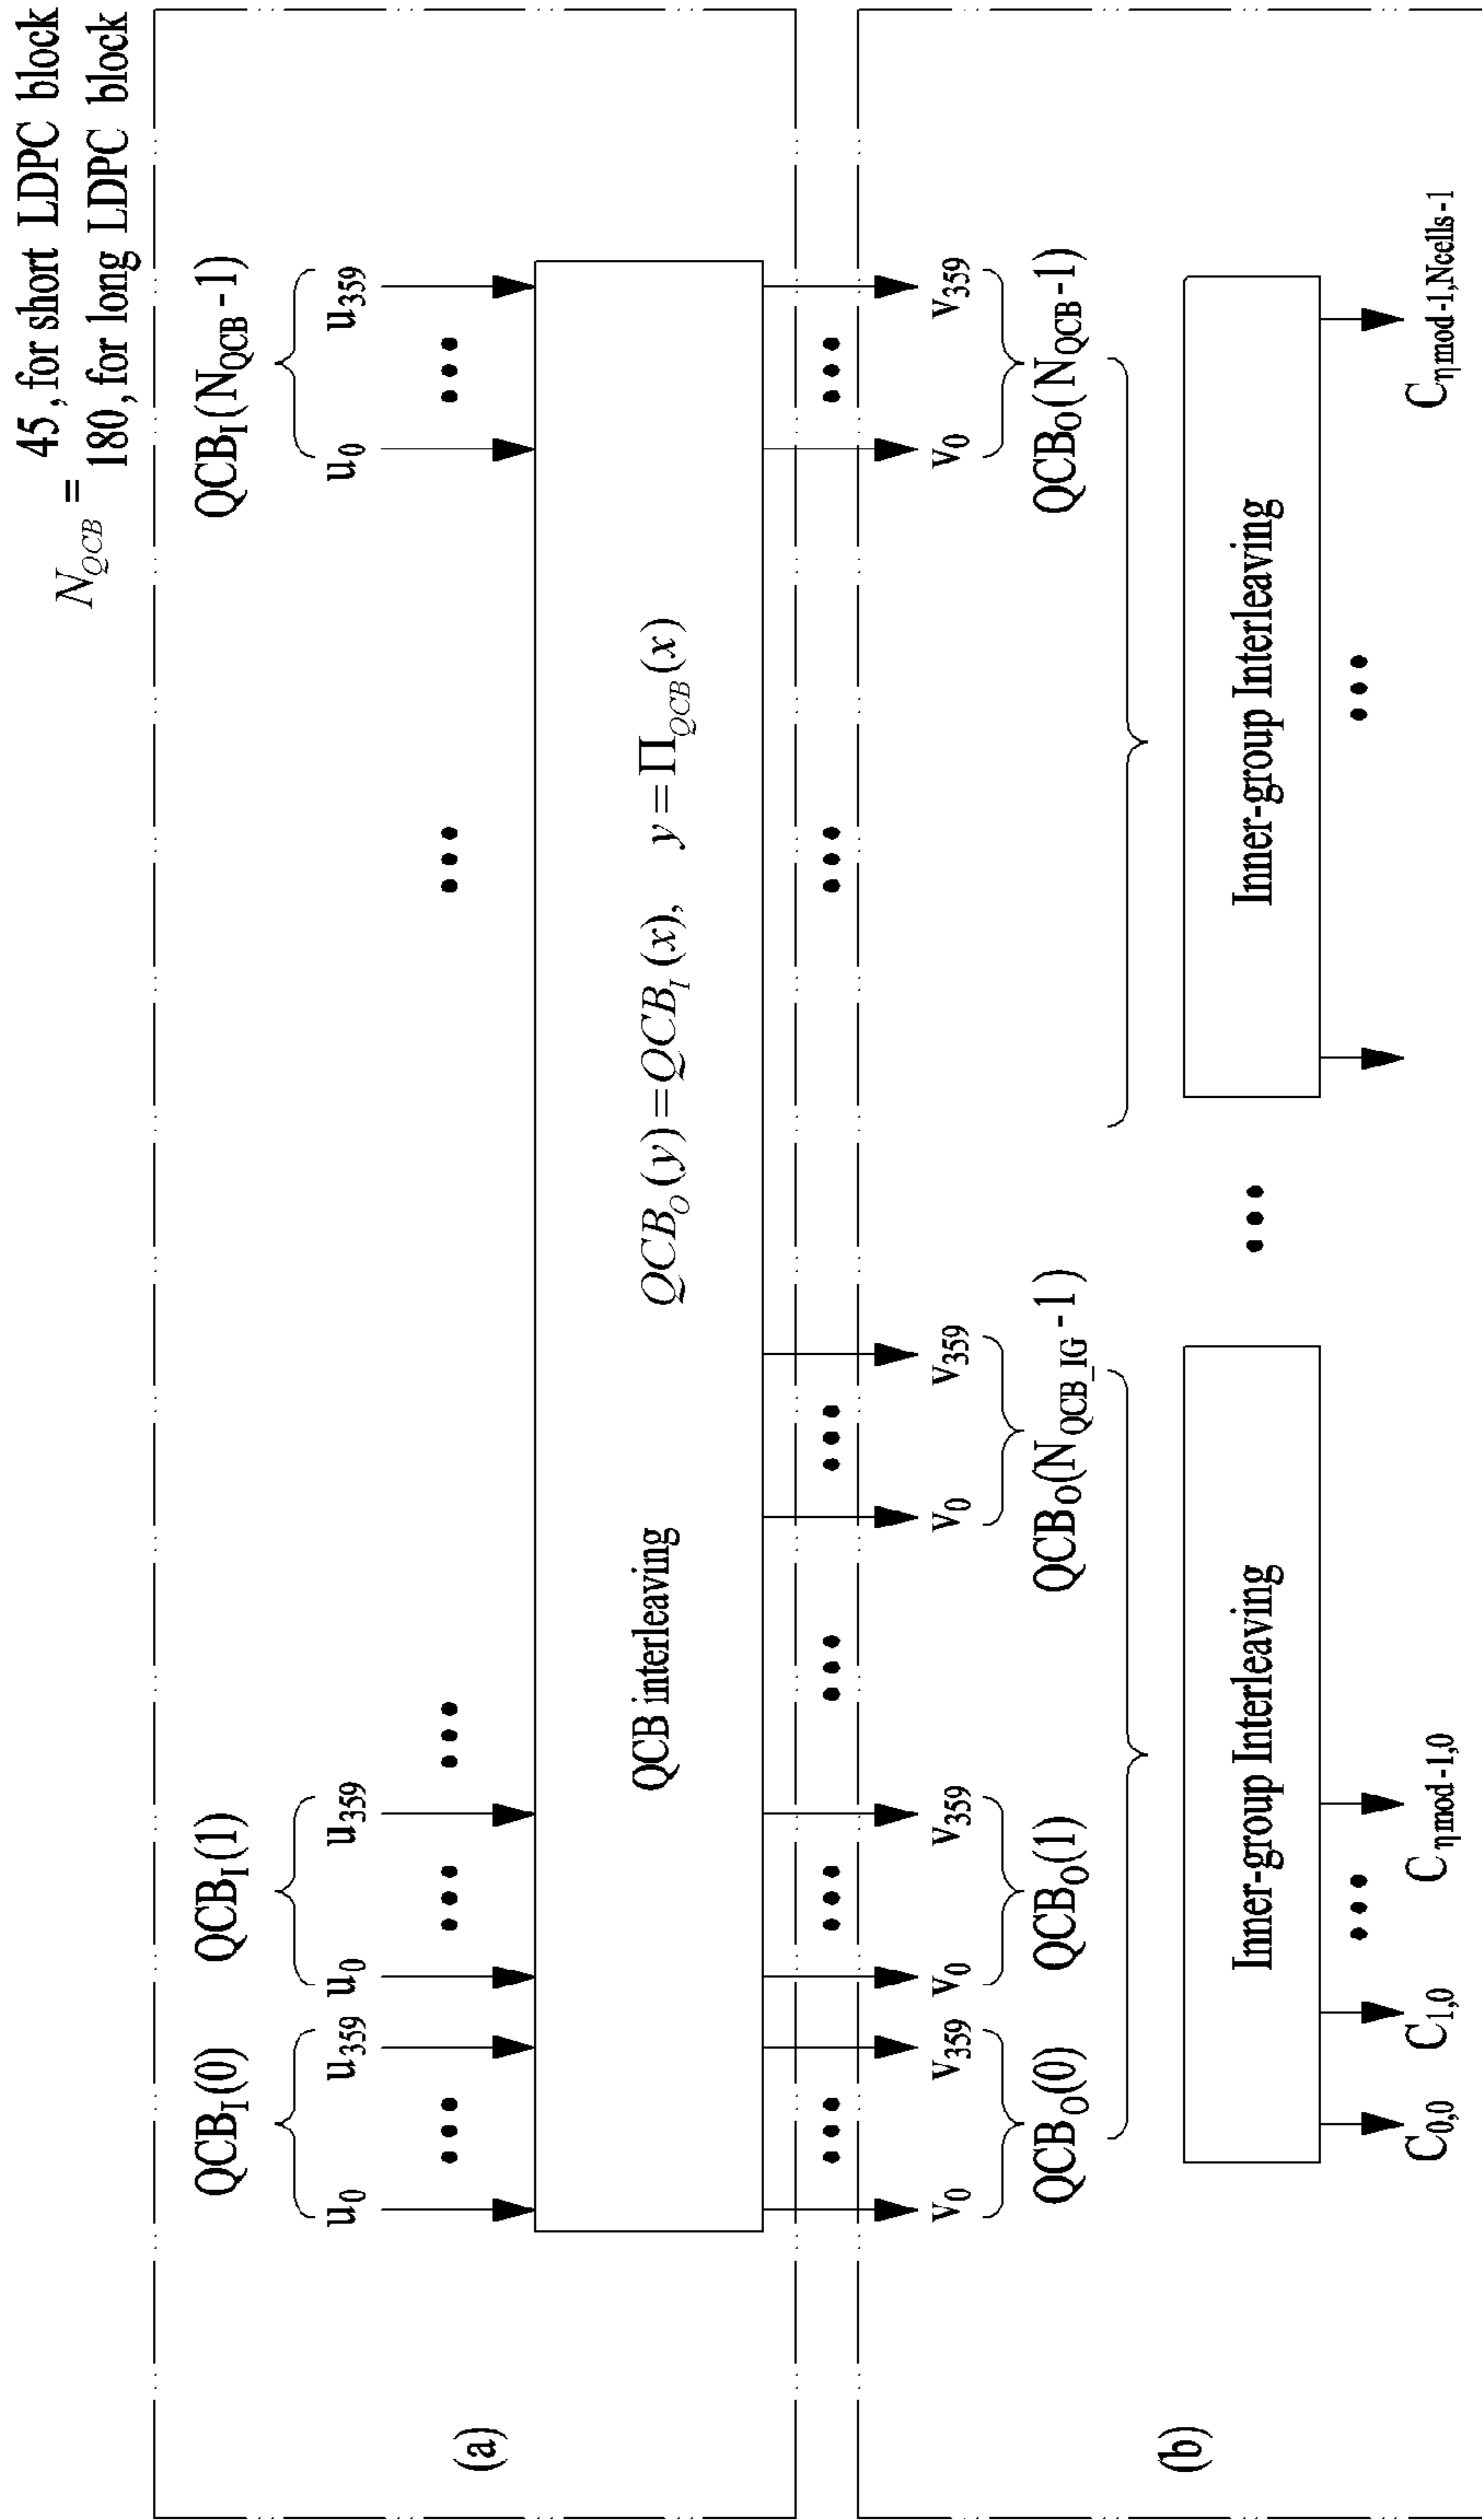 N_QCB = 45, for short LDPC block
180, for long LDPC block
(a)
QCB_I(0) QCB_I(1) QCB_I(N_QCB-1)
u_0 u_359 u_0 u_359 u_0 u_359
••• ••• ••• ••• •••
QCB interleaving QCB_O(y)=QCB_I(x), y=Π_QCB(x)
••• ••• ••• ••• ••• •••
(b)
v_0 v_359 v_0 v_359 v_0 v_359 v_0 v_359
QCB_O(0) QCB_O(1) QCB_O(N_QCB_IG-1) QCB_O(N_QCB-1)
Inner-group Interleaving ••• Inner-group Interleaving
••• •••
C_0,0 C_1,0 C_ηmod-1,0 C_ηmod-1,Ncells-1